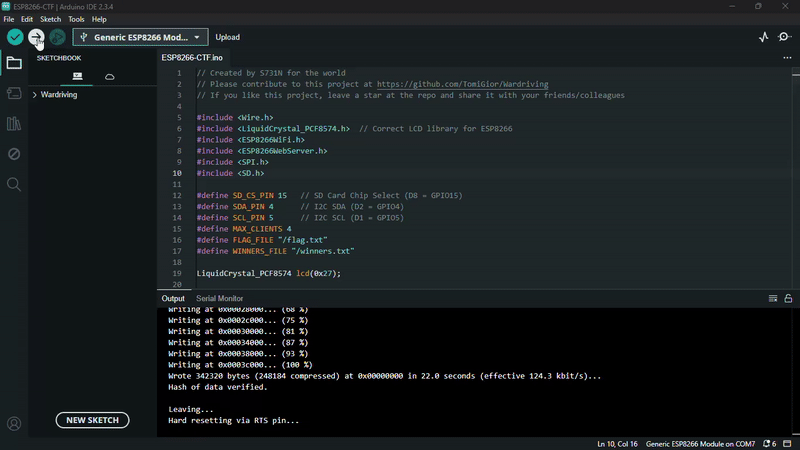 ESP8266-CTF | Arduino IDE 2.3.4
File Edit Sketch Tools Help
Generic ESP8266 Mod... Upload
SKETCHBOOK
Wardriving
NEW SKETCH
ESP8266-CTF.ino
1 // Created by S731N for the world
2 // Please contribute to this project at https://github.com/TomiGior/Wardriving
3 // If you like this project, leave a star at the repo and share it with your friends/colleagues
4
5 #include <Wire.h>
6 #include <LiquidCrystal_PCF8574.h> // Correct LCD library for ESP8266
7 #include <ESP8266WiFi.h>
8 #include <ESP8266WebServer.h>
9 #include <SPI.h>
10 #include <SD.h>
11
12 #define SD_CS_PIN 15 // SD Card Chip Select (D8 = GPIO15)
13 #define SDA_PIN 4 // I2C SDA (D2 = GPIO4)
14 #define SCL_PIN 5 // I2C SCL (D1 = GPIO5)
15 #define MAX_CLIENTS 4
16 #define FLAG_FILE "/flag.txt"
17 #define WINNERS_FILE "/winners.txt"
18
19 LiquidCrystal_PCF8574 lcd(0x27);
20
Output Serial Monitor
Writing at 0x00028000... (68 %)
Writing at 0x0002c000... (75 %)
Writing at 0x00030000... (81 %)
Writing at 0x00034000... (87 %)
Writing at 0x00038000... (93 %)
Writing at 0x0003c000... (100 %)
Wrote 342320 bytes (248184 compressed) at 0x00000000 in 22.0 seconds (effective 124.3 kbit/s)...
Hash of data verified.
Leaving...
Hard resetting via RTS pin...
Ln 10, Col 16 Generic ESP8266 Module on COM7 6